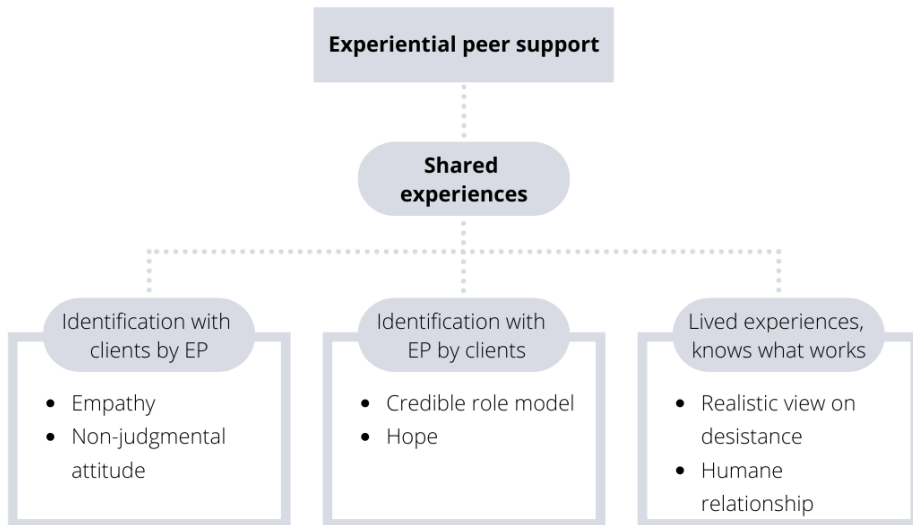 Experiential peer support
Shared
experiences
Identification with
clients by EP
• Empathy
• Non-judgmental
attitude
Identification with
EP by clients
• Credible role model
• Hope
Lived experiences,
knows what works
• Realistic view on
desistance
• Humane
relationship